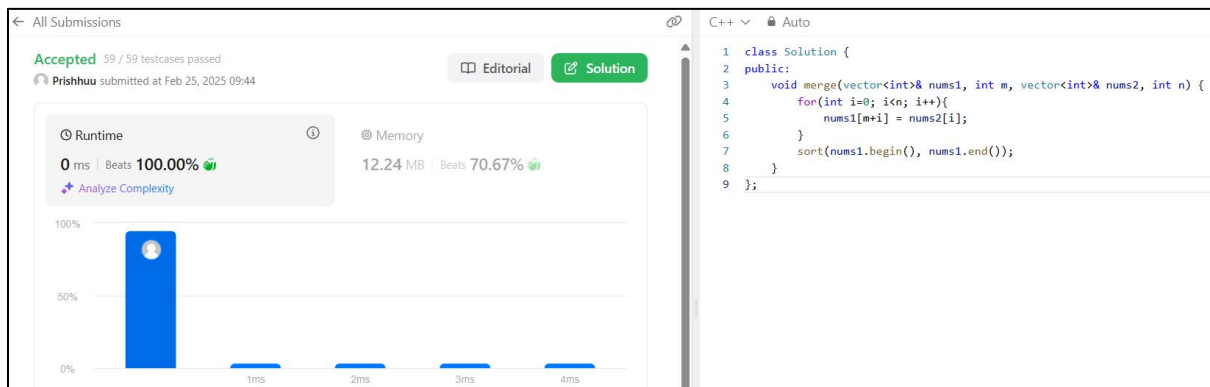 ← All Submissions
Accepted 59 / 59 testcases passed
Prishhuu submitted at Feb 25, 2025 09:44
Editorial
Solution
Runtime
0 ms | Beats 100.00%
Analyze Complexity
Memory
12.24 MB | Beats 70.67%
100%
50%
0%
1ms 2ms 3ms 4ms
C++ Auto
1 class Solution {
2 public:
3     void merge(vector<int>& nums1, int m, vector<int>& nums2, int n) {
4         for(int i=0; i<n; i++){
5             nums1[m+i] = nums2[i];
6         }
7         sort(nums1.begin(), nums1.end());
8     }
9 };